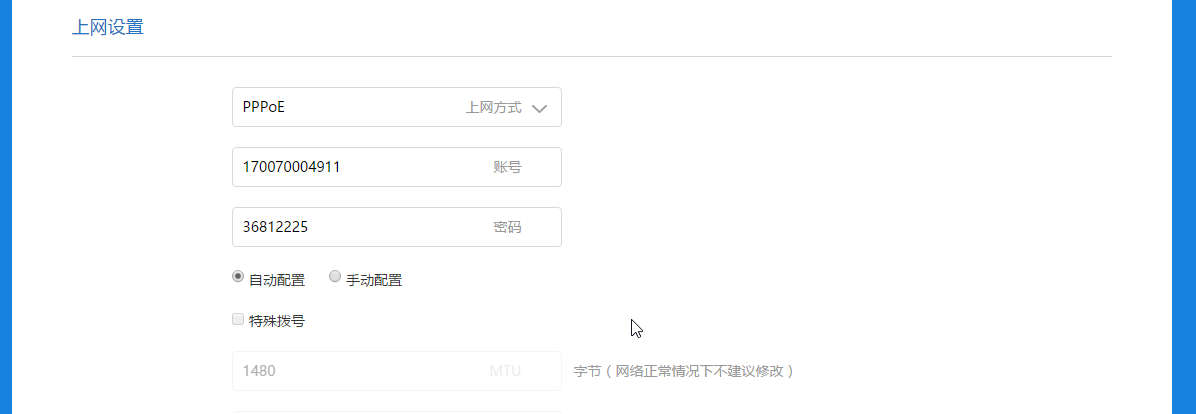 上网设置
PPPoE 上网方式
170070004911 账号
36812225 密码
自动配置 手动配置
特殊拨号
1480 MTU 字节（网络正常情况下不建议修改）